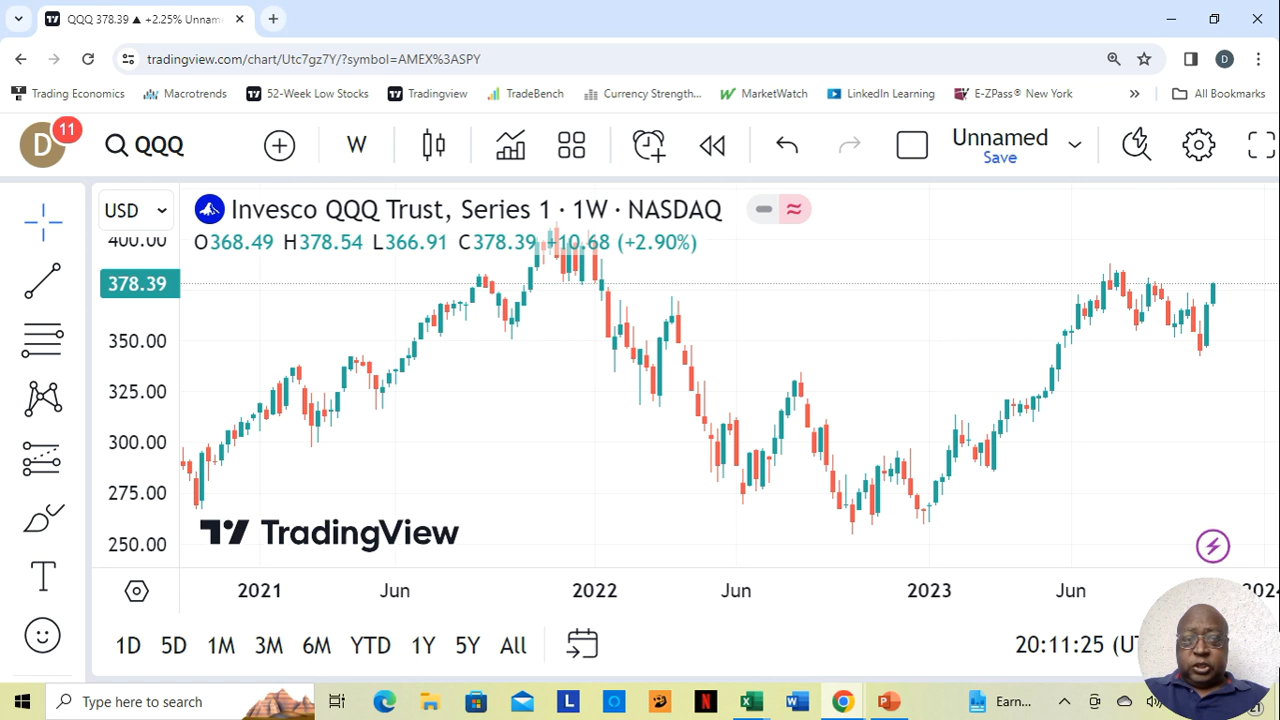 QQQ 378.39 ▲ +2.25% Unnam
tradingview.com/chart/Utc7gz7Y/?symbol=AMEX%3ASPY
D
Trading Economics Macrotrends 52-Week Low Stocks Tradingview TradeBench Currency Strength... MarketWatch LinkedIn Learning E-ZPass® New York » All Bookmarks
D 11 QQQ W Unnamed
Save
USD Invesco QQQ Trust, Series 1 · 1W · NASDAQ
O368.49 H378.54 L366.91 C378.39 +10.68 (+2.90%)
400.00
378.39
350.00
325.00
300.00
275.00
250.00
TradingView
2021 Jun 2022 Jun 2023 Jun 2024
T
1D 5D 1M 3M 6M YTD 1Y 5Y All 20:11:25 (UT
Type here to search L N Earn...
21